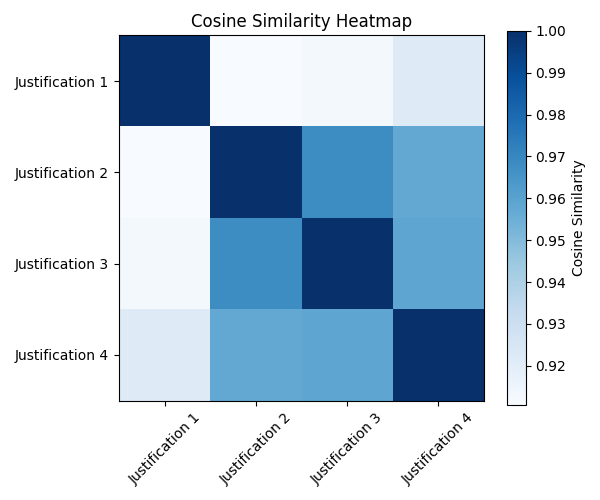 Cosine Similarity Heatmap
Justification 1
Justification 2
Justification 3
Justification 4
Justification 1
Justification 2
Justification 3
Justification 4
1.00
0.99
0.98
0.97
0.96
0.95
0.94
0.93
0.92
Cosine Similarity